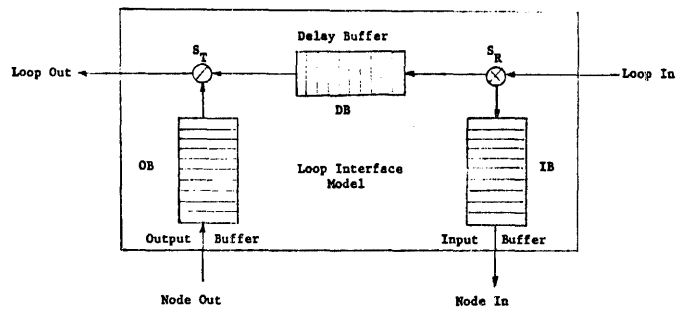 Delay Buffer
S_T
S_R
Loop Out
Loop In
DB
OB
Loop Interface
Model
IB
Output Buffer
Input Buffer
Node Out
Node In